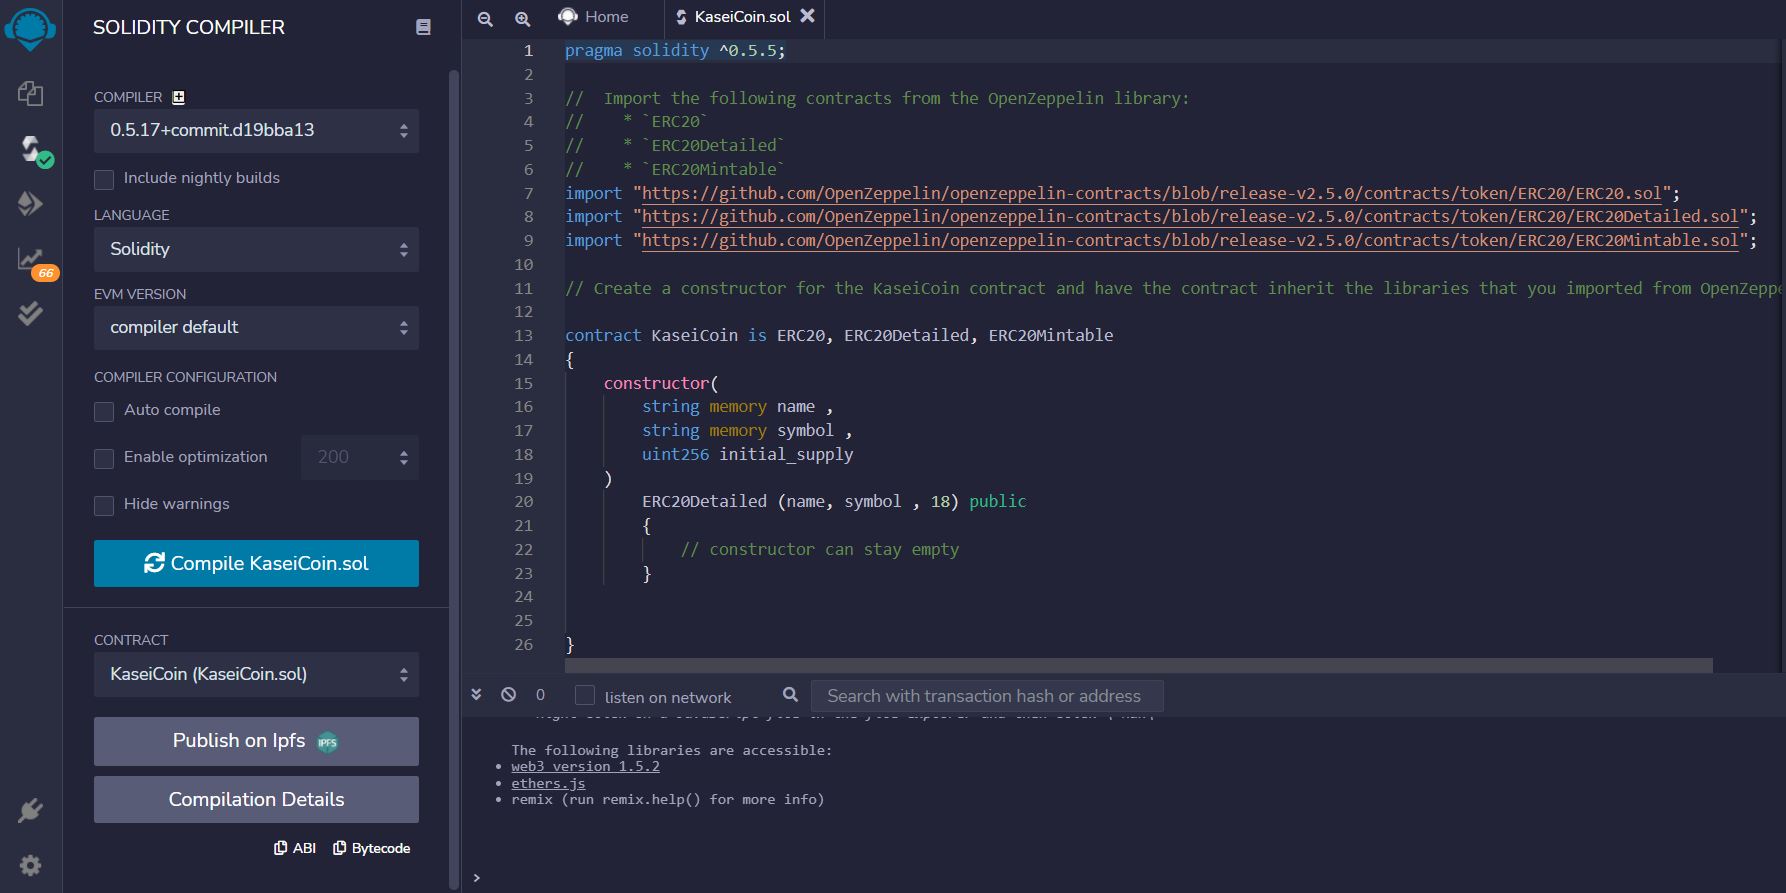 SOLIDITY COMPILER
COMPILER
0.5.17+commit.d19bba13
Include nightly builds
LANGUAGE
Solidity
EVM VERSION
compiler default
COMPILER CONFIGURATION
Auto compile
Enable optimization 200
Hide warnings
Compile KaseiCoin.sol
CONTRACT
KaseiCoin (KaseiCoin.sol)
Publish on Ipfs IPFS
Compilation Details
ABI Bytecode
66
Home KaseiCoin.sol
1 pragma solidity ^0.5.5;
2
3 //  Import the following contracts from the OpenZeppelin library:
4 //    * `ERC20`
5 //    * `ERC20Detailed`
6 //    * `ERC20Mintable`
7 import "https://github.com/OpenZeppelin/openzeppelin-contracts/blob/release-v2.5.0/contracts/token/ERC20/ERC20.sol";
8 import "https://github.com/OpenZeppelin/openzeppelin-contracts/blob/release-v2.5.0/contracts/token/ERC20/ERC20Detailed.sol";
9 import "https://github.com/OpenZeppelin/openzeppelin-contracts/blob/release-v2.5.0/contracts/token/ERC20/ERC20Mintable.sol";
10
11 // Create a constructor for the KaseiCoin contract and have the contract inherit the libraries that you imported from OpenZeppe
12
13 contract KaseiCoin is ERC20, ERC20Detailed, ERC20Mintable
14 {
15     constructor(
16         string memory name ,
17         string memory symbol ,
18         uint256 initial_supply
19     )
20         ERC20Detailed (name, symbol , 18) public
21         {
22             // constructor can stay empty
23         }
24
25
26 }
0 listen on network Search with transaction hash or address
The following libraries are accessible:
• web3 version 1.5.2
• ethers.js
• remix (run remix.help() for more info)
>